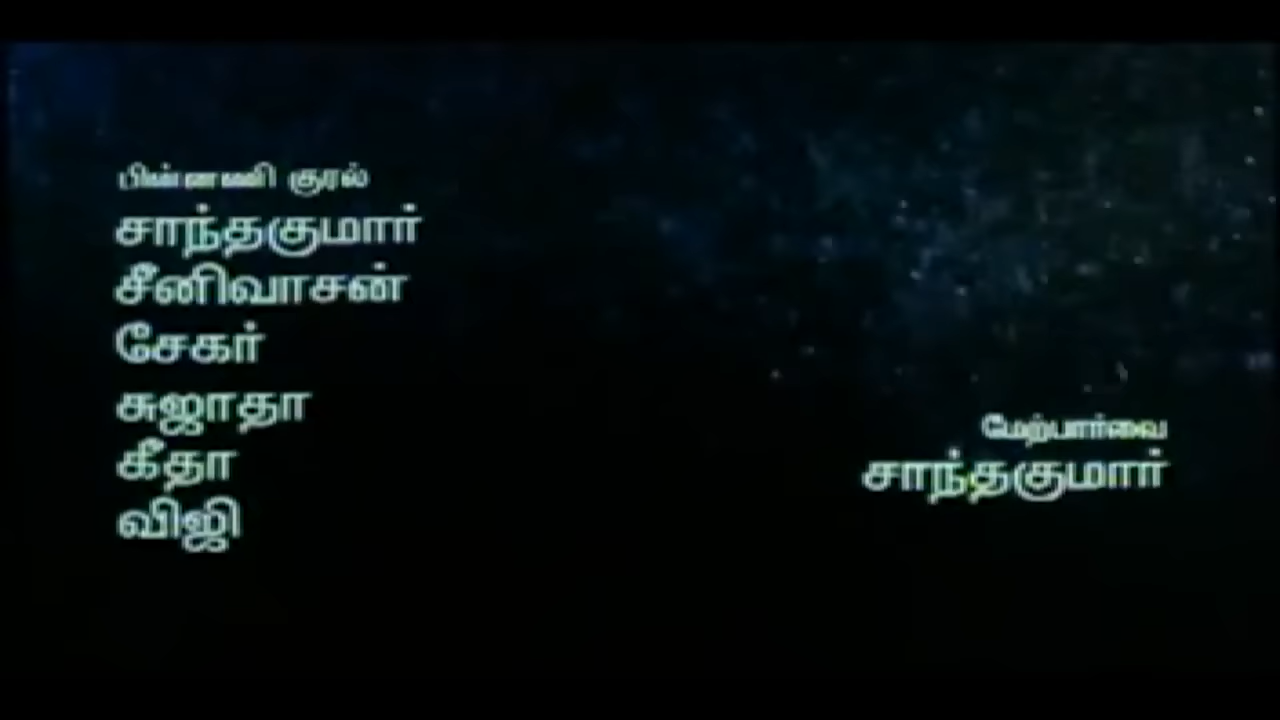 பின்னணி குரல்
சாந்தகுமார்
சீனிவாசன்
சேகர்
சுஜாதா
கீதா
விஜி
மேற்பார்வை
சாந்தகுமார்